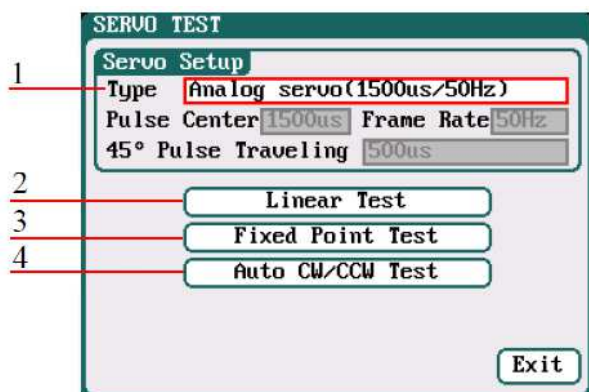 SERVO TEST
Servo Setup
1
Type Analog servo(1500us/50Hz)
Pulse Center 1500us Frame Rate 50Hz
45° Pulse Traveling 500us
2
Linear Test
3
Fixed Point Test
4
Auto CW/CCW Test
Exit